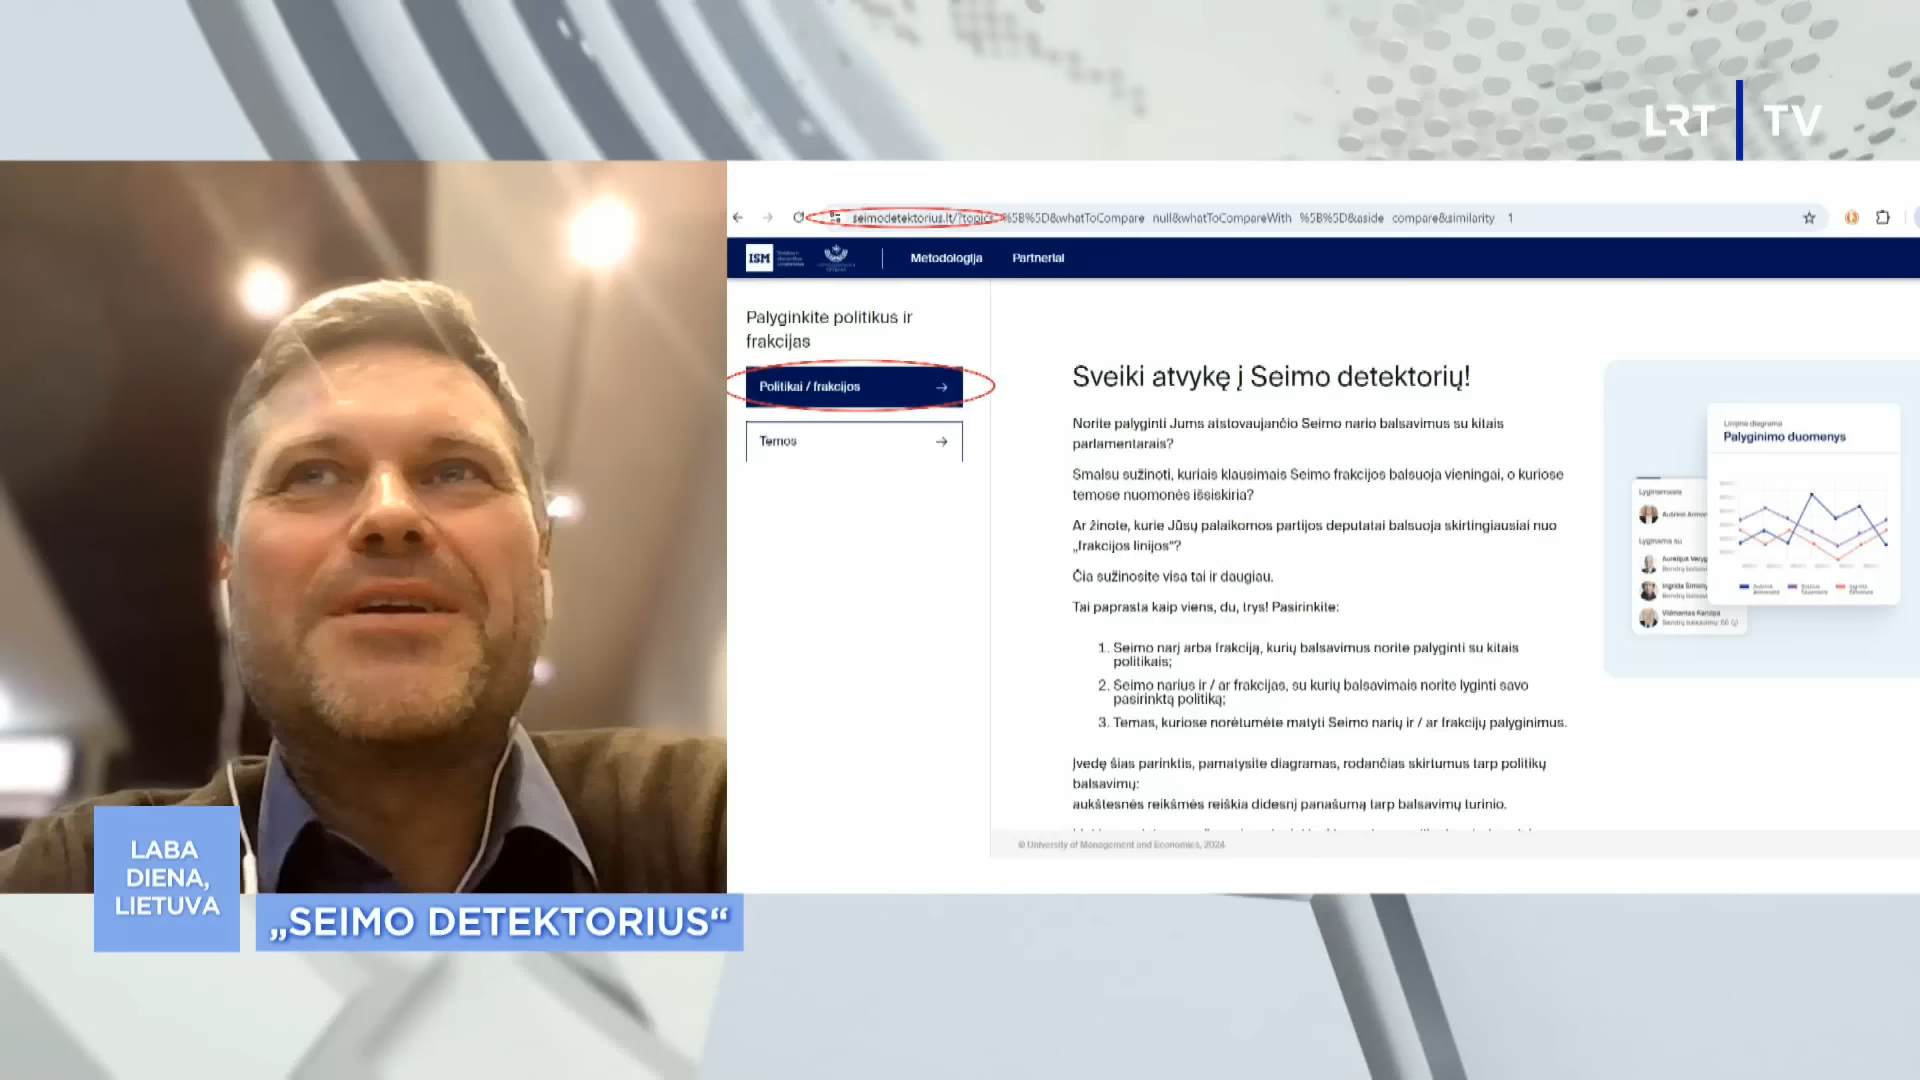 LRT TV
seimodetektorius.lt/?topics %5B%5D&whatToCompare null&whatToCompareWith %5B%5D&aside compare&similarity 1
ISM
Metodologija
Partneriai
Palyginkite politikus ir
frakcijas
Politikai / frakcijos
Temos
Sveiki atvykę į Seimo detektorių!
Norite palyginti Jums atstovaujančio Seimo nario balsavimus su kitais
parlamentarais?
Smalsu sužinoti, kuriais klausimais Seimo frakcijos balsuoja vieningai, o kuriose
temose nuomonės išsiskiria?
Ar žinote, kurie Jūsų palaikomos partijos deputatai balsuoja skirtingiausiai nuo
„frakcijos linijos“?
Čia sužinosite visa tai ir daugiau.
Tai paprasta kaip viens, du, trys! Pasirinkite:
1. Seimo narį arba frakciją, kurių balsavimus norite palyginti su kitais
politikais;
2. Seimo narius ir / ar frakcijas, su kurių balsavimais norite lyginti savo
pasirinktą politiką;
3. Temas, kuriose norėtumėte matyti Seimo narių ir / ar frakcijų palyginimus.
Įvedę šias parinktis, pamatysite diagramas, rodančias skirtumus tarp politikų
balsavimų:
aukštesnės reikšmės reiškia didesnį panašumą tarp balsavimų turinio.
Linijinė diagrama
Palyginimo duomenys
Lyginama su
© University of Management and Economics, 2024
LABA
DIENA,
LIETUVA
„SEIMO DETEKTORIUS“